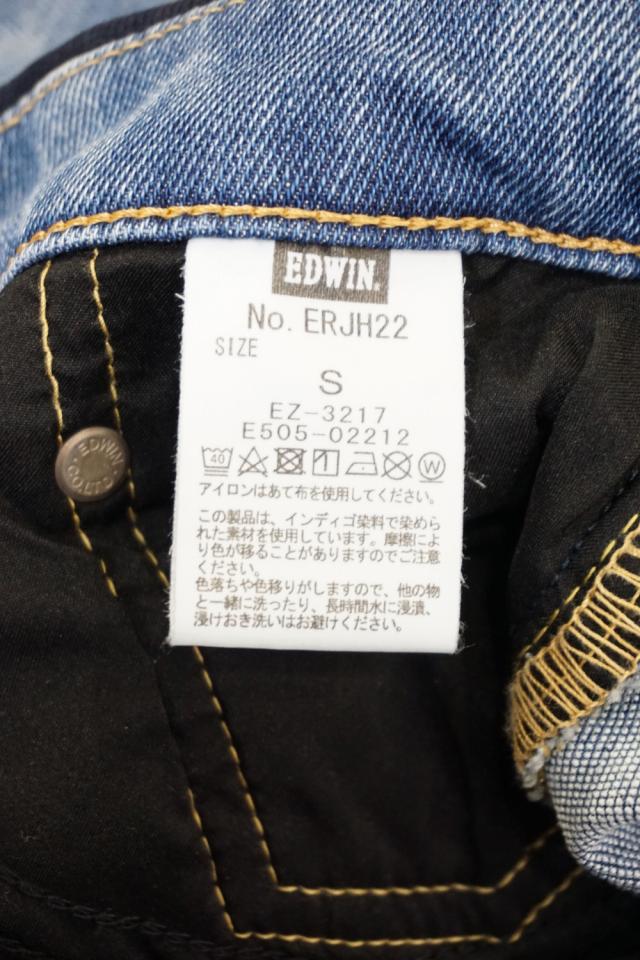 EDWIN.
No. ERJH22
SIZE
S
EZ-3217
E505-02212
40
アイロンはあて布を使用してください。
この製品は、インディゴ染料で染めら
れた素材を使用しています。摩擦によ
り色が移ることがありますのでご注意
ください。
色落ちや色移りがしますので、他の物
と一緒に洗ったり、長時間水に浸漬、
浸けおき洗いはお避けください。
EDWIN
CO.LTD